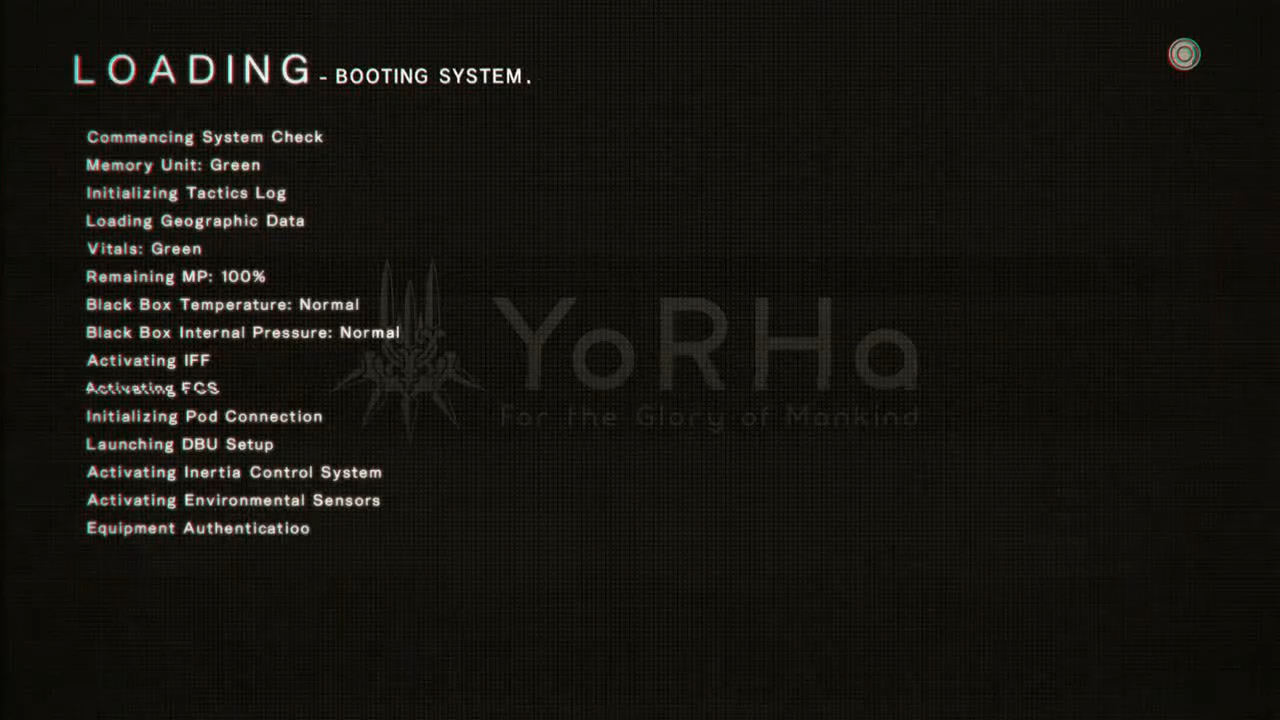 LOADING - BOOTING SYSTEM.
Commencing System Check
Memory Unit: Green
Initializing Tactics Log
Loading Geographic Data
Vitals: Green
Remaining MP: 100%
Black Box Temperature: Normal
Black Box Internal Pressure: Normal
Activating IFF
Activating FCS
Initializing Pod Connection
Launching DBU Setup
Activating Inertia Control System
Activating Environmental Sensors
Equipment Authenticatioo
YoRHa
For the Glory of Mankind